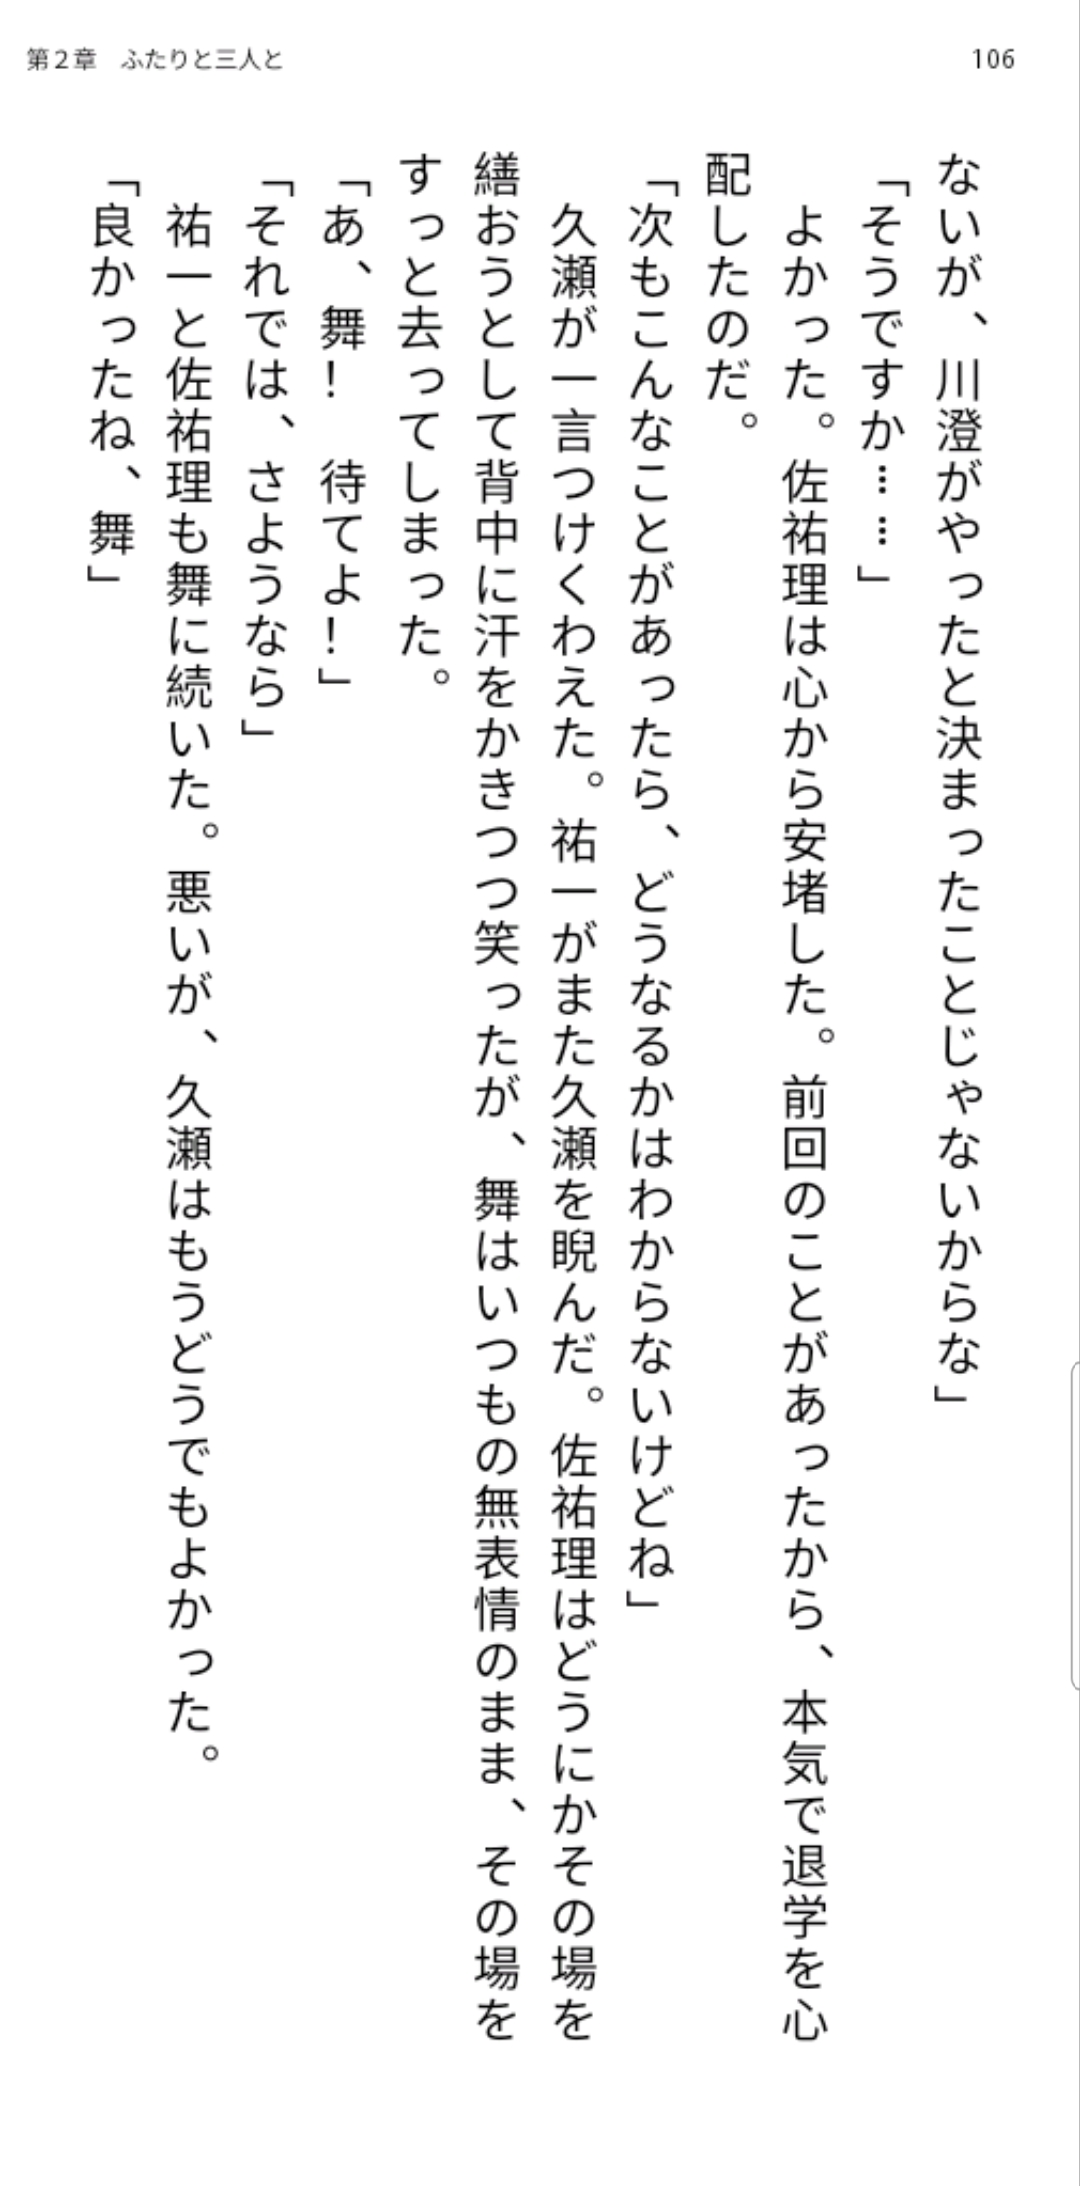 第2章　ふたりと三人と
106
ないが、川澄がやったと決まったことじゃないからな」
「そうですか……」
　よかった。佐祐理は心から安堵した。前回のことがあったから、本気で退学を心
配したのだ。
「次もこんなことがあったら、どうなるかはわからないけどね」
　久瀬が一言つけくわえた。祐一がまた久瀬を睨んだ。佐祐理はどうにかその場を
繕おうとして背中に汗をかきつつ笑ったが、舞はいつもの無表情のまま、その場を
すっと去ってしまった。
「あ、舞！　待てよ！」
「それでは、さようなら」
　祐一と佐祐理も舞に続いた。悪いが、久瀬はもうどうでもよかった。
「良かったね、舞」